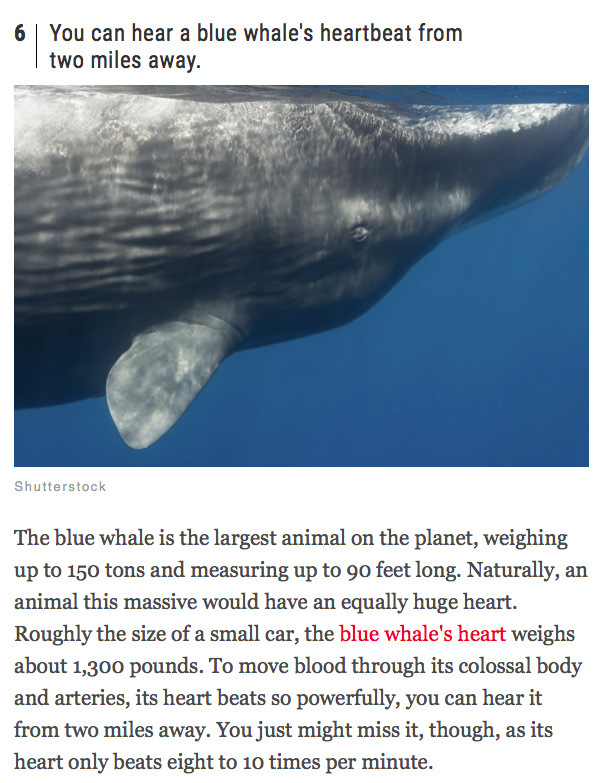 6 You can hear a blue whale's heartbeat from
two miles away.
Shutterstock
The blue whale is the largest animal on the planet, weighing
up to 150 tons and measuring up to 90 feet long. Naturally, an
animal this massive would have an equally huge heart.
Roughly the size of a small car, the blue whale's heart weighs
about 1,300 pounds. To move blood through its colossal body
and arteries, its heart beats so powerfully, you can hear it
from two miles away. You just might miss it, though, as its
heart only beats eight to 10 times per minute.